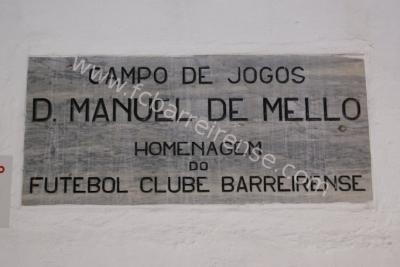 CAMPO DE JOGOS
D. MANUEL DE MELLO
HOMENAGEM
DO
FUTEBOL CLUBE BARREIRENSE
www.fcbarreirense.com